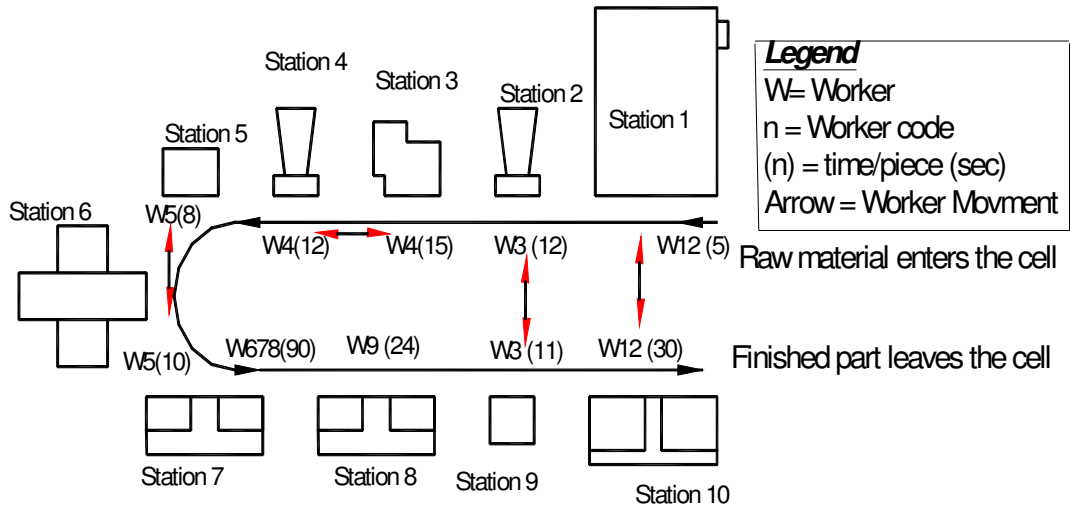 Station 4
Station 3
Station 2
Station 1
Station 5
Station 6
W5(8)
W4(12)
W4(15)
W3(12)
W12 (5)
Raw material enters the cell
W5(10)
W678(90)
W9 (24)
W3 (11)
W12 (30)
Finished part leaves the cell
Station 7
Station 8
Station 9
Station 10
Legend
W= Worker
n = Worker code
(n) = time/piece (sec)
Arrow = Worker Movment